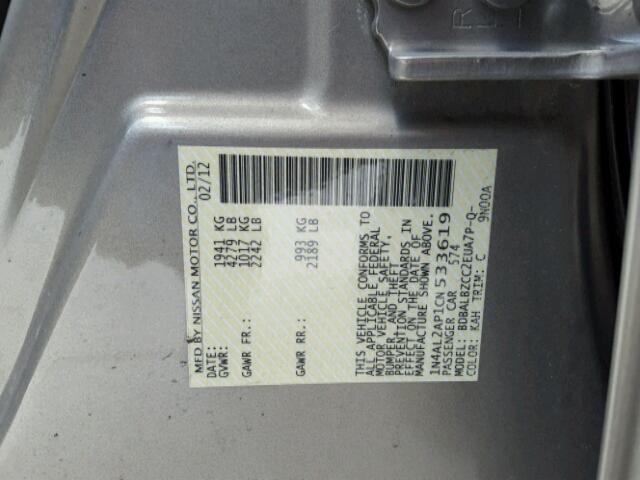 MFD BY NISSAN MOTOR CO., LTD.
DATE: 02/12
GVWR: 1941 KG
4279 LB
GAWR FR.: 1017 KG
2242 LB
GAWR RR.: 993 KG
2189 LB
THIS VEHICLE CONFORMS TO
ALL APPLICABLE FEDERAL
MOTOR VEHICLE SAFETY,
BUMPER, AND THEFT
PREVENTION STANDARDS IN
EFFECT ON THE DATE OF
MANUFACTURE SHOWN ABOVE.
1N4AL2AP1CN533619
PASSENGER CAR 574
MODEL: BDBALBZCC2EUA7P-Q-
COLOR: KAH TRIM: C 9N00A
R
L